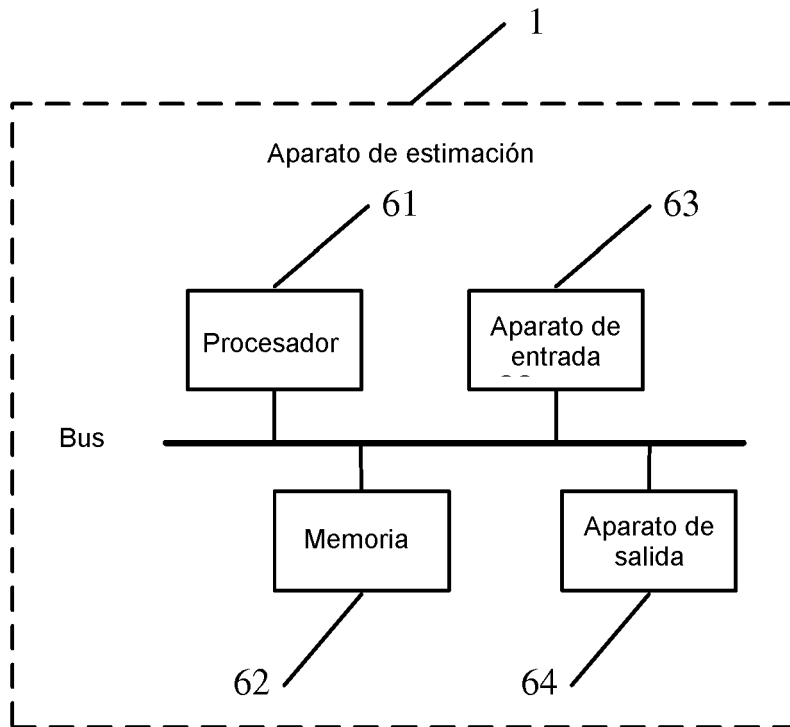 1
Aparato de estimación
61
63
Procesador
Aparato de
entrada
Bus
Memoria
Aparato de
salida
62
64